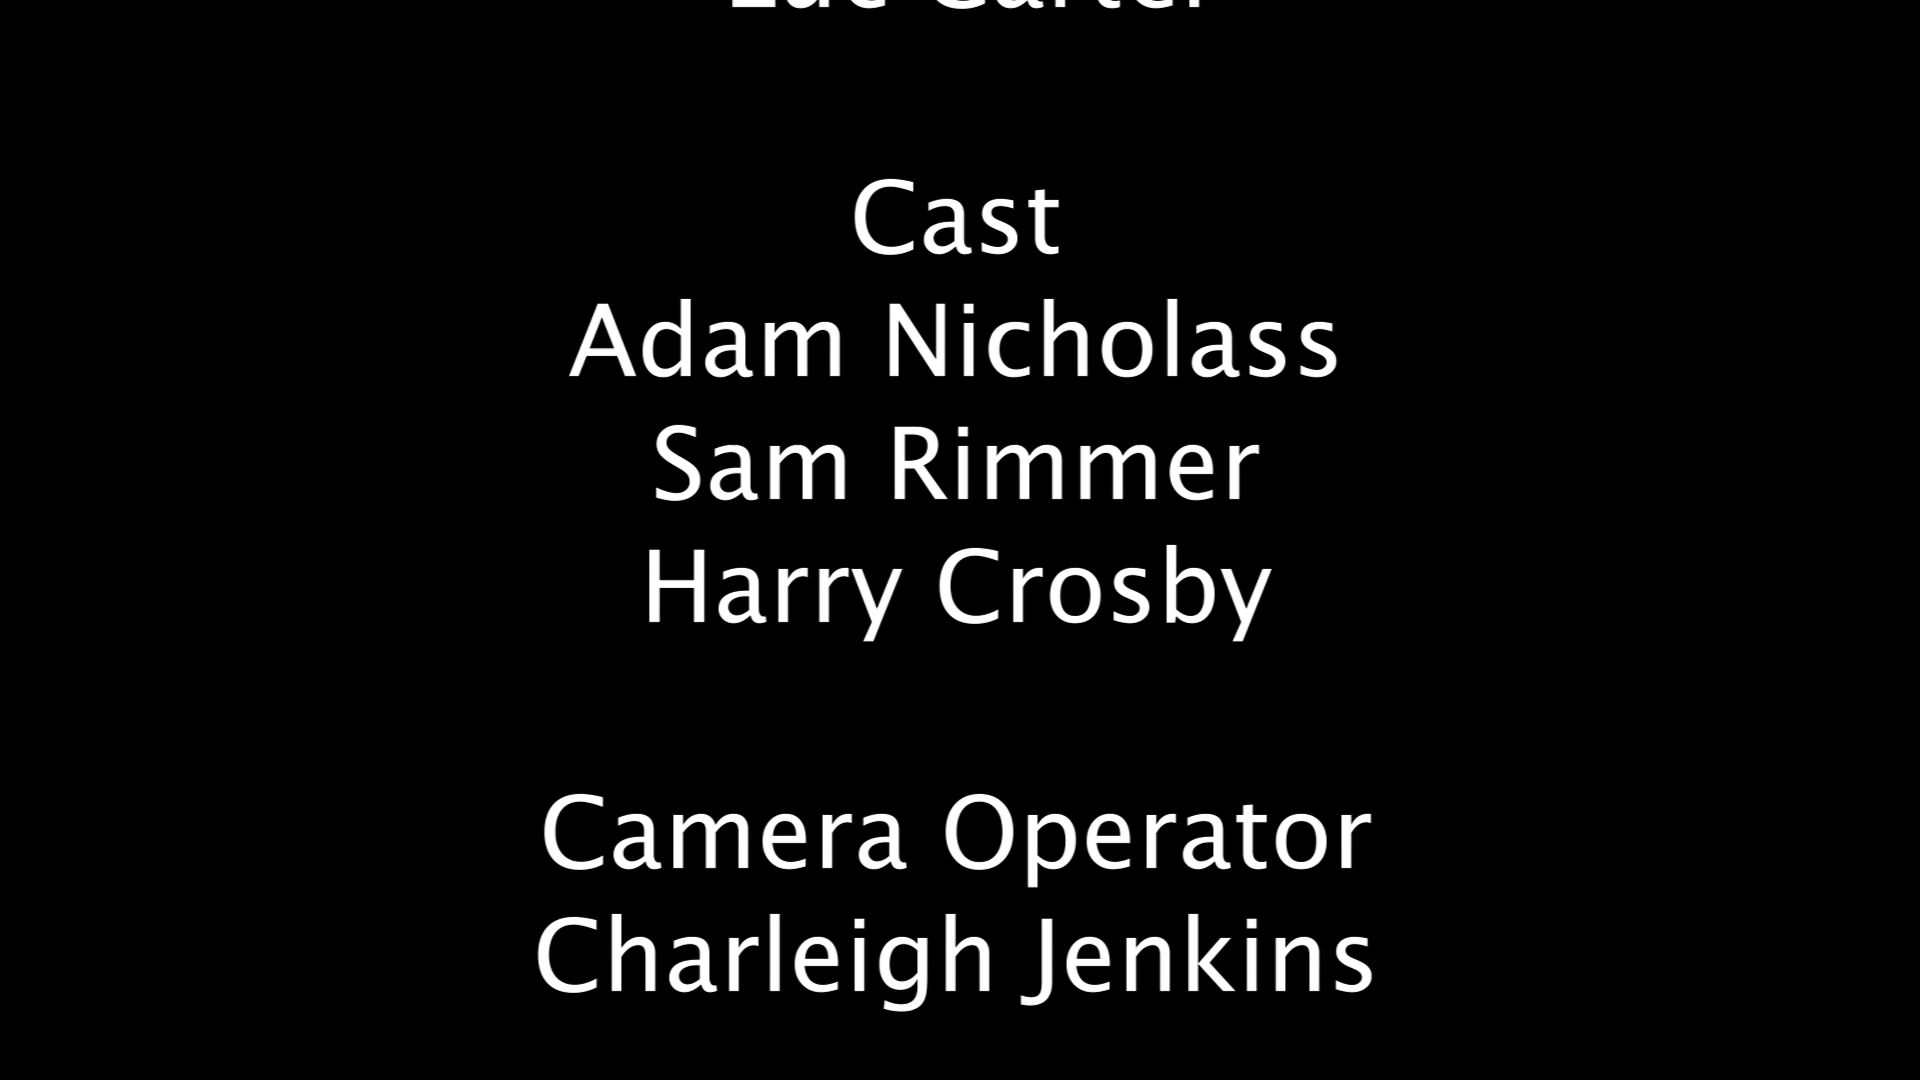 Cast
Adam Nicholass
Sam Rimmer
Harry Crosby
Camera Operator
Charleigh Jenkins